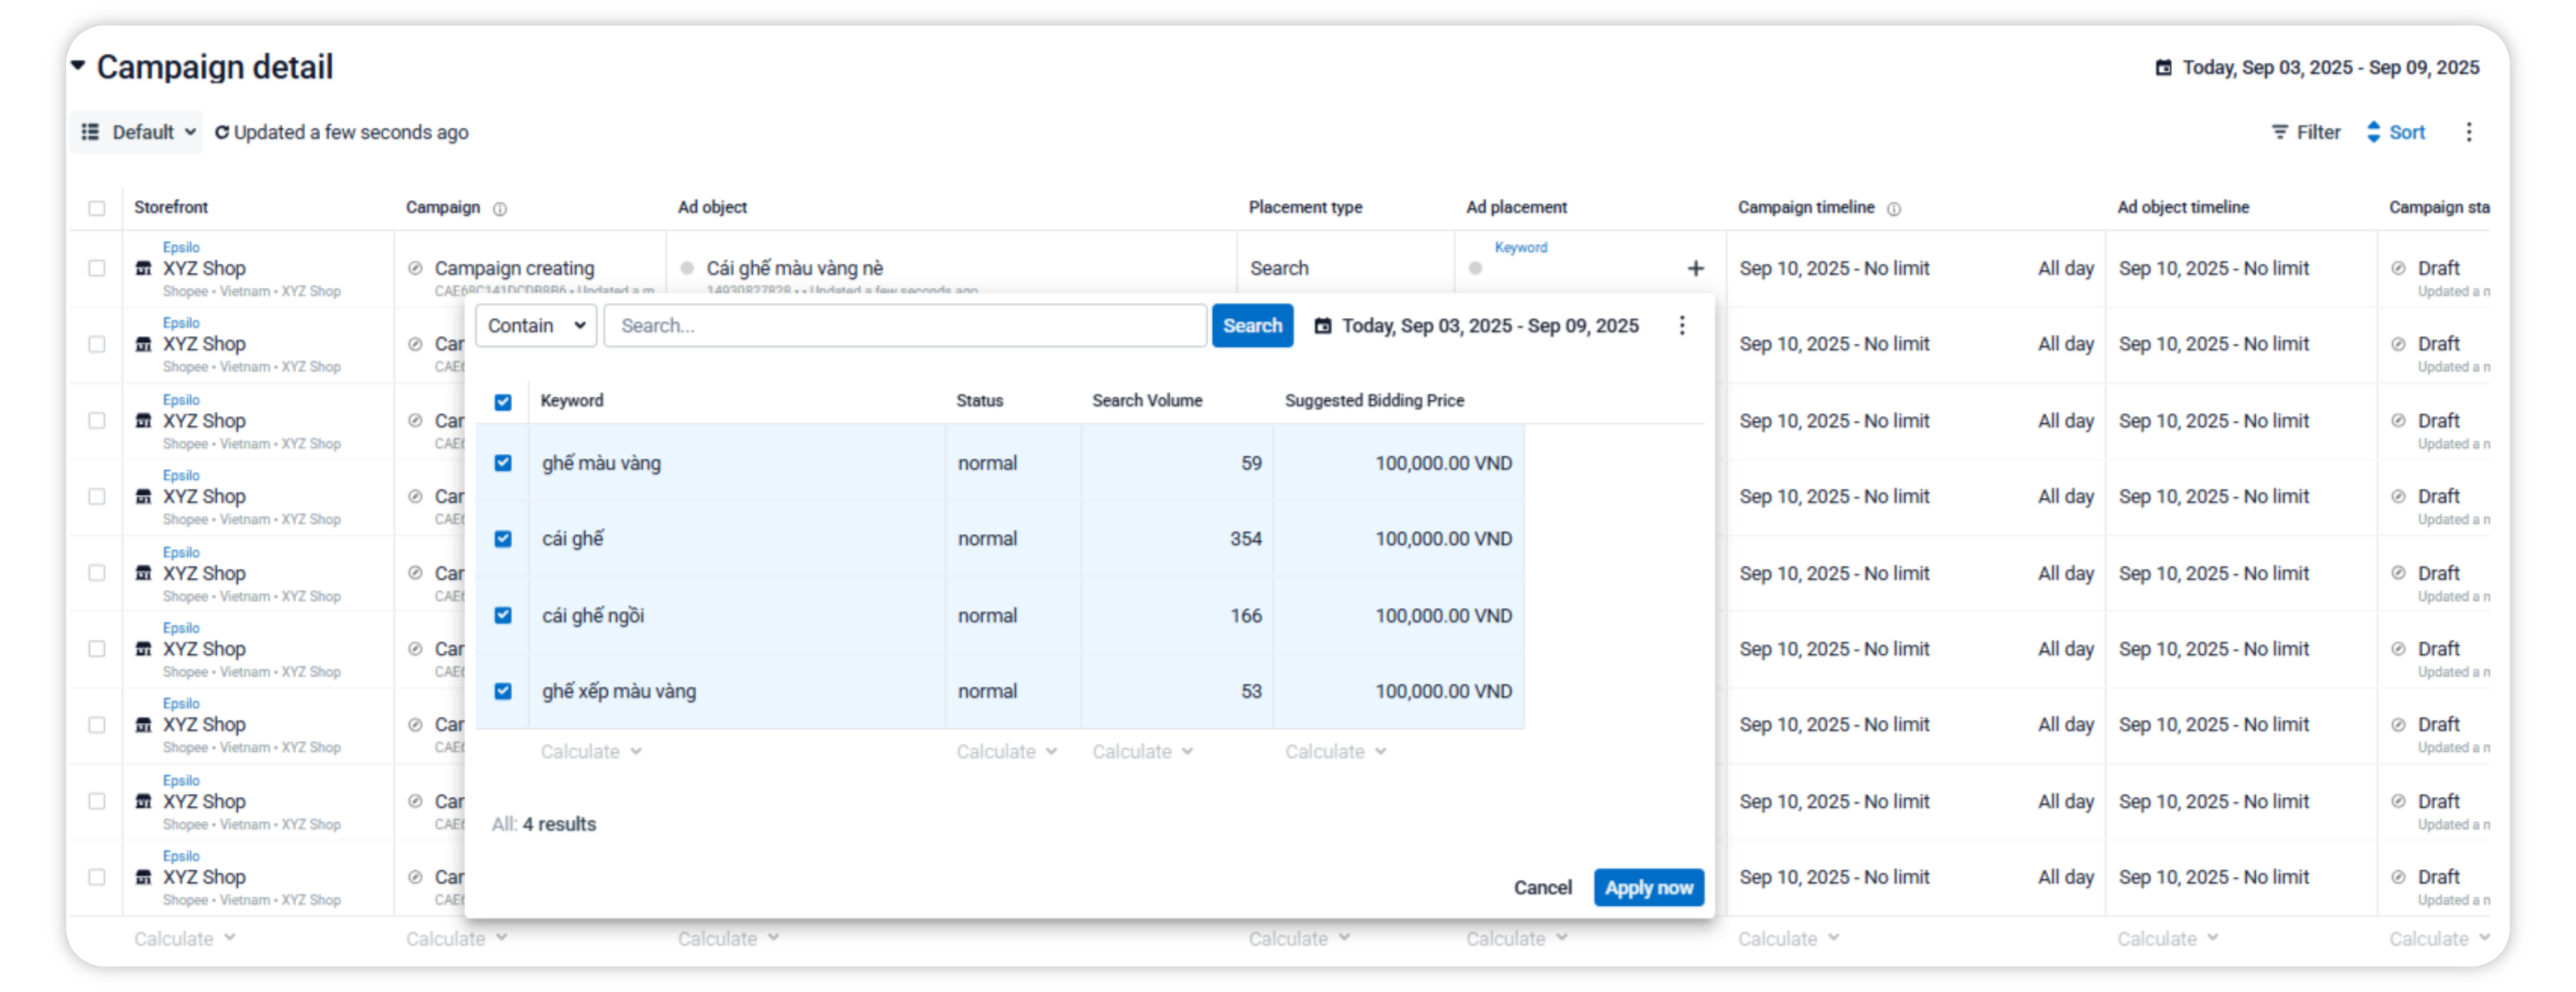 Campaign detail
Today, Sep 03, 2025 - Sep 09, 2025
Default
Updated a few seconds ago
Filter
Sort
Storefront
Campaign
Ad object
Placement type
Ad placement
Campaign timeline
Ad object timeline
Campaign sta
Epsilo
XYZ Shop
Shopee • Vietnam • XYZ Shop
Campaign creating
CAE68C141DCDB8B6 • Updated a m
Cái ghế màu vàng nè
14930827828 • • Updated a few seconds ago
Search
Keyword
Sep 10, 2025 - No limit
All day
Sep 10, 2025 - No limit
Draft
Updated a n
Contain
Search...
Search
Today, Sep 03, 2025 - Sep 09, 2025
Keyword
Status
Search Volume
Suggested Bidding Price
ghế màu vàng
normal
59
100,000.00 VND
cái ghế
normal
354
100,000.00 VND
cái ghế ngồi
normal
166
100,000.00 VND
ghế xếp màu vàng
normal
53
100,000.00 VND
Calculate
Calculate
Calculate
Calculate
All: 4 results
Cancel
Apply now
Epsilo
XYZ Shop
Shopee • Vietnam • XYZ Shop
Car
CAE6
Sep 10, 2025 - No limit
All day
Sep 10, 2025 - No limit
Draft
Updated a n
Epsilo
XYZ Shop
Shopee • Vietnam • XYZ Shop
Car
CAE6
Sep 10, 2025 - No limit
All day
Sep 10, 2025 - No limit
Draft
Updated a n
Epsilo
XYZ Shop
Shopee • Vietnam • XYZ Shop
Car
CAE6
Sep 10, 2025 - No limit
All day
Sep 10, 2025 - No limit
Draft
Updated a n
Epsilo
XYZ Shop
Shopee • Vietnam • XYZ Shop
Car
CAE6
Sep 10, 2025 - No limit
All day
Sep 10, 2025 - No limit
Draft
Updated a n
Epsilo
XYZ Shop
Shopee • Vietnam • XYZ Shop
Car
CAE6
Sep 10, 2025 - No limit
All day
Sep 10, 2025 - No limit
Draft
Updated a n
Epsilo
XYZ Shop
Shopee • Vietnam • XYZ Shop
Car
CAE6
Sep 10, 2025 - No limit
All day
Sep 10, 2025 - No limit
Draft
Updated a n
Epsilo
XYZ Shop
Shopee • Vietnam • XYZ Shop
Car
CAE6
Sep 10, 2025 - No limit
All day
Sep 10, 2025 - No limit
Draft
Updated a n
Epsilo
XYZ Shop
Shopee • Vietnam • XYZ Shop
Car
CAE6
Sep 10, 2025 - No limit
All day
Sep 10, 2025 - No limit
Draft
Updated a n
Calculate
Calculate
Calculate
Calculate
Calculate
Calculate
Calculate
Calculate